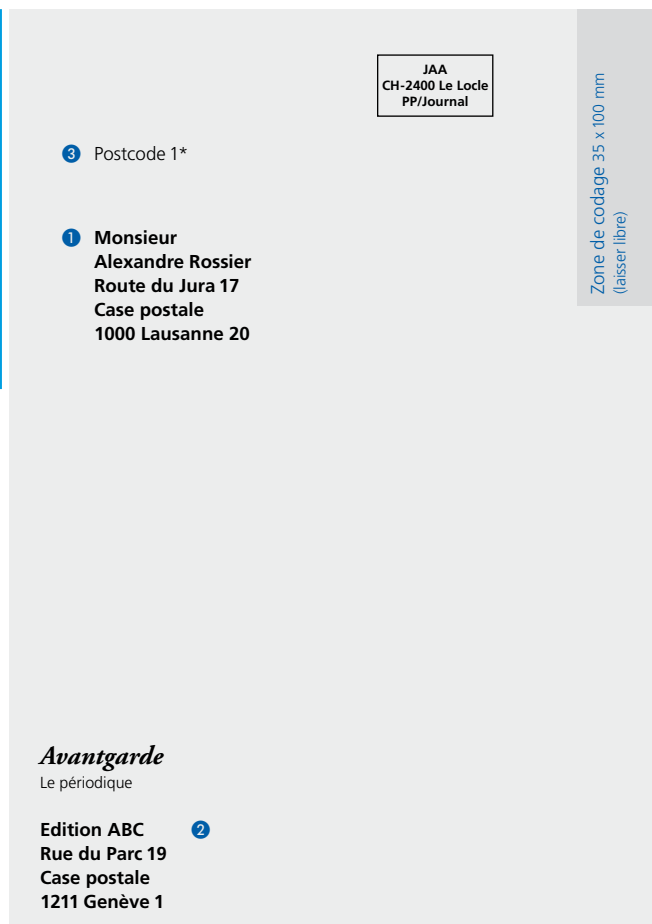 JAA
CH-2400 Le Locle
PP/Journal
3 Postcode 1*
1 Monsieur
Alexandre Rossier
Route du Jura 17
Case postale
1000 Lausanne 20
Zone de codage 35 x 100 mm
(laisser libre)
Avantgarde
Le périodique
Edition ABC 2
Rue du Parc 19
Case postale
1211 Genève 1